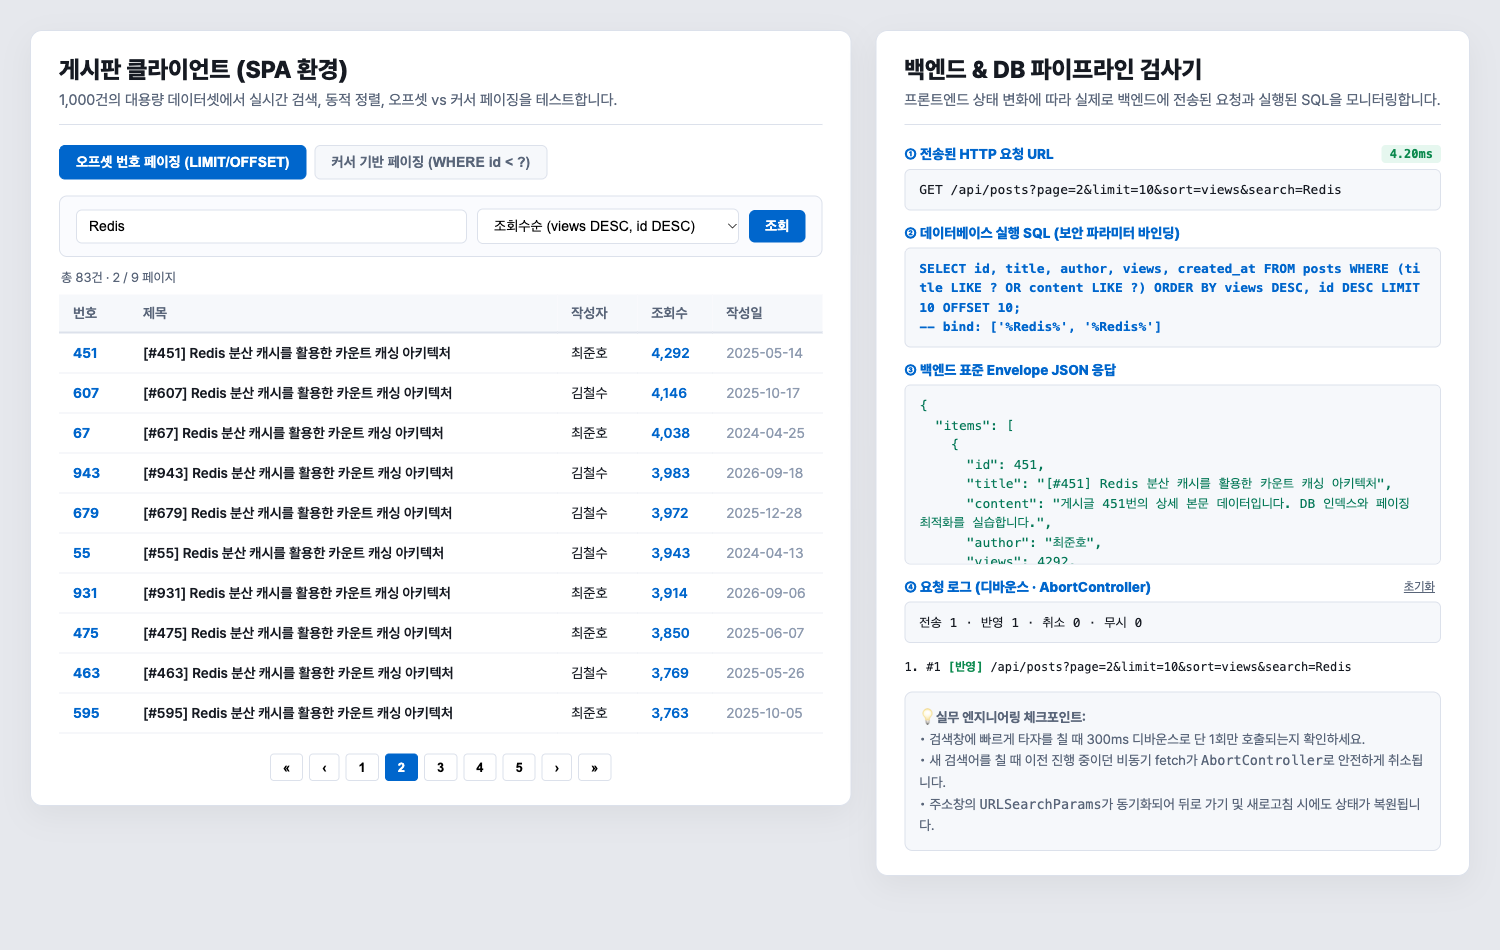 게시판 클라이언트 (SPA 환경)
1,000건의 대용량 데이터셋에서 실시간 검색, 동적 정렬, 오프셋 vs 커서 페이징을 테스트합니다.
오프셋 번호 페이징 (LIMIT/OFFSET)
커서 기반 페이징 (WHERE id < ?)
Redis
조회수순 (views DESC, id DESC)
조회
총 83건 · 2 / 9 페이지
번호 제목 작성자 조회수 작성일
451 [#451] Redis 분산 캐시를 활용한 카운트 캐싱 아키텍처 최준호 4,292 2025-05-14
607 [#607] Redis 분산 캐시를 활용한 카운트 캐싱 아키텍처 김철수 4,146 2025-10-17
67 [#67] Redis 분산 캐시를 활용한 카운트 캐싱 아키텍처 최준호 4,038 2024-04-25
943 [#943] Redis 분산 캐시를 활용한 카운트 캐싱 아키텍처 김철수 3,983 2026-09-18
679 [#679] Redis 분산 캐시를 활용한 카운트 캐싱 아키텍처 김철수 3,972 2025-12-28
55 [#55] Redis 분산 캐시를 활용한 카운트 캐싱 아키텍처 김철수 3,943 2024-04-13
931 [#931] Redis 분산 캐시를 활용한 카운트 캐싱 아키텍처 최준호 3,914 2026-09-06
475 [#475] Redis 분산 캐시를 활용한 카운트 캐싱 아키텍처 최준호 3,850 2025-06-07
463 [#463] Redis 분산 캐시를 활용한 카운트 캐싱 아키텍처 김철수 3,769 2025-05-26
595 [#595] Redis 분산 캐시를 활용한 카운트 캐싱 아키텍처 최준호 3,763 2025-10-05
« ‹ 1 2 3 4 5 › »
백엔드 & DB 파이프라인 검사기
프론트엔드 상태 변화에 따라 실제로 백엔드에 전송된 요청과 실행된 SQL을 모니터링합니다.
① 전송된 HTTP 요청 URL 4.20ms
GET /api/posts?page=2&limit=10&sort=views&search=Redis
② 데이터베이스 실행 SQL (보안 파라미터 바인딩)
SELECT id, title, author, views, created_at FROM posts WHERE (ti
tle LIKE ? OR content LIKE ?) ORDER BY views DESC, id DESC LIMIT
10 OFFSET 10;
-- bind: ['%Redis%', '%Redis%']
③ 백엔드 표준 Envelope JSON 응답
{
"items": [
{
"id": 451,
"title": "[#451] Redis 분산 캐시를 활용한 카운트 캐싱 아키텍처",
"content": "게시글 451번의 상세 본문 데이터입니다. DB 인덱스와 페이징
최적화를 실습합니다.",
"author": "최준호",
"views": 4292,
④ 요청 로그 (디바운스 · AbortController) 초기화
전송 1 · 반영 1 · 취소 0 · 무시 0
1. #1 [반영] /api/posts?page=2&limit=10&sort=views&search=Redis
💡실무 엔지니어링 체크포인트:
• 검색창에 빠르게 타자를 칠 때 300ms 디바운스로 단 1회만 호출되는지 확인하세요.
• 새 검색어를 칠 때 이전 진행 중이던 비동기 fetch가 AbortController로 안전하게 취소됩
니다.
• 주소창의 URLSearchParams가 동기화되어 뒤로 가기 및 새로고침 시에도 상태가 복원됩니
다.